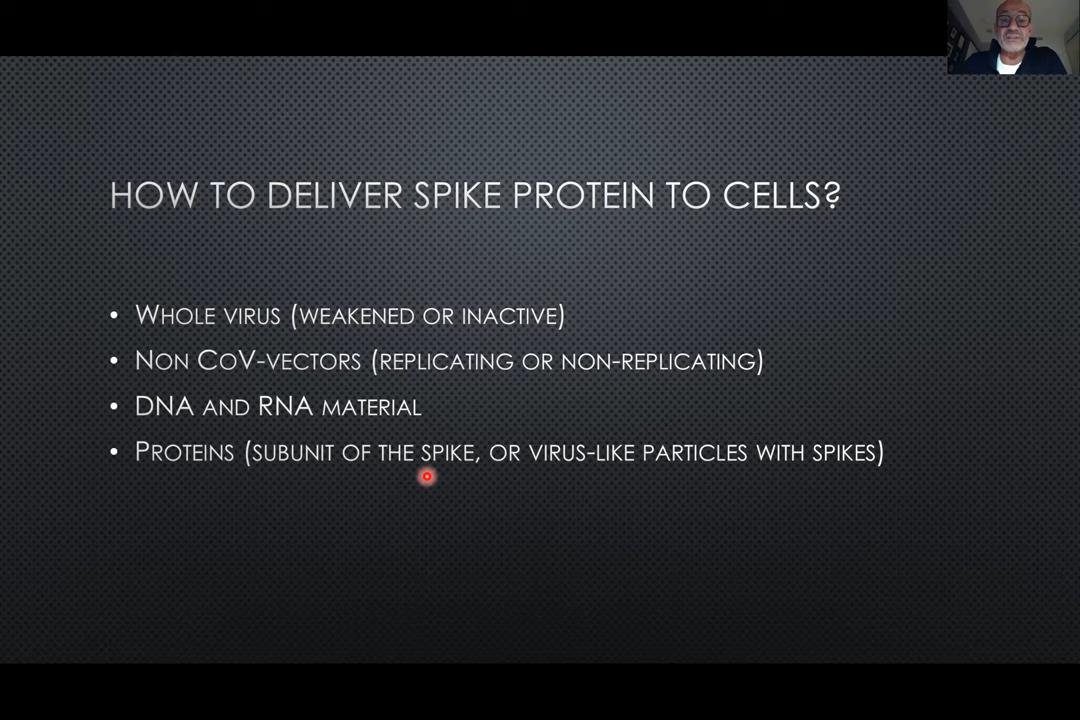 HOW TO DELIVER SPIKE PROTEIN TO CELLS?
• WHOLE VIRUS (WEAKENED OR INACTIVE)
• NON COV-VECTORS (REPLICATING OR NON-REPLICATING)
• DNA AND RNA MATERIAL
• PROTEINS (SUBUNIT OF THE SPIKE, OR VIRUS-LIKE PARTICLES WITH SPIKES)